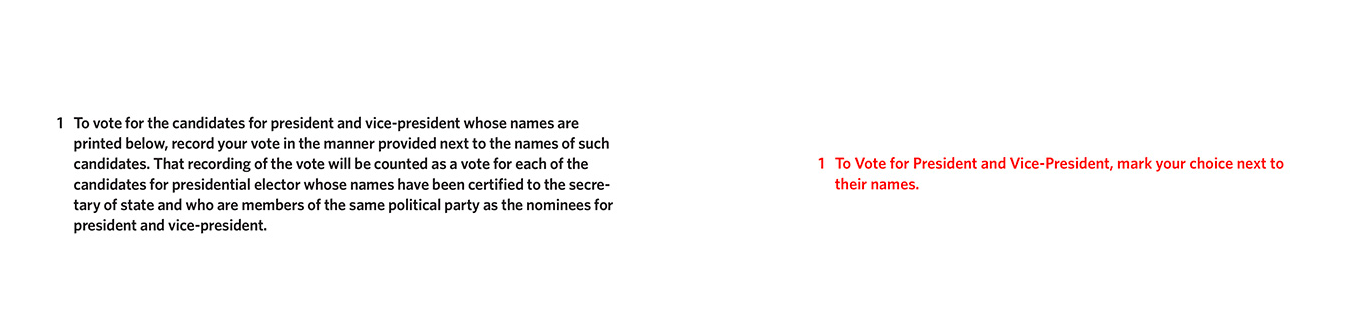 1 To vote for the candidates for president and vice-president whose names are
printed below, record your vote in the manner provided next to the names of such
candidates. That recording of the vote will be counted as a vote for each of the
candidates for presidential elector whose names have been certified to the secre-
tary of state and who are members of the same political party as the nominees for
president and vice-president.
1 To Vote for President and Vice-President, mark your choice next to
their names.